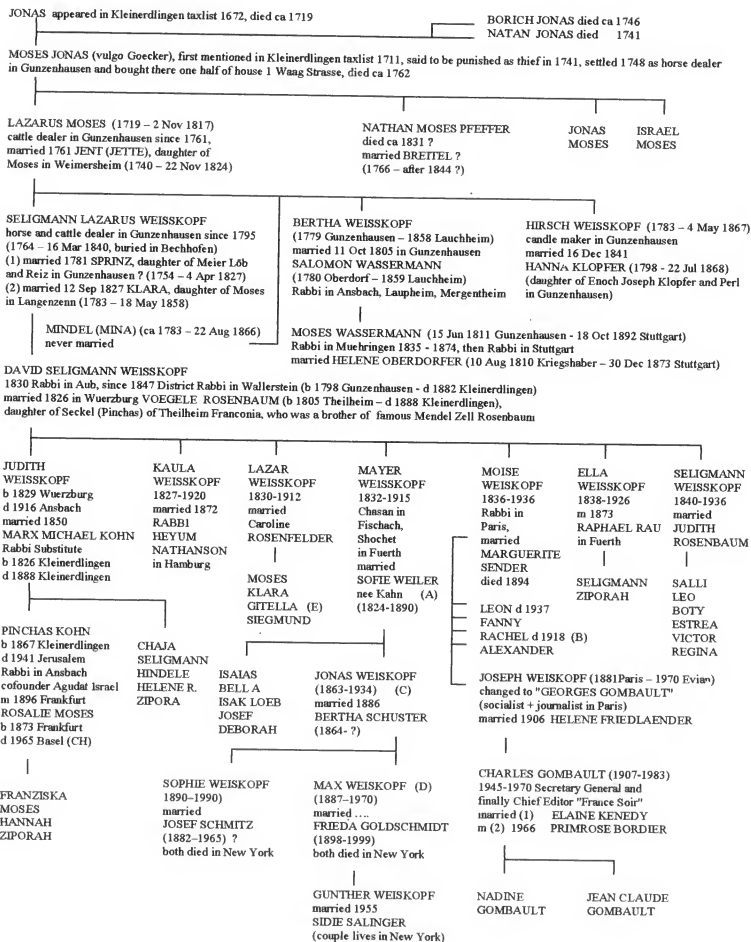 JONAS appeared in Kleinerdlingen taxlist 1672, died ca 1719
BORICH JONAS died ca 1746
NATAN JONAS died 1741
MOSES JONAS (vulgo Goecker), first mentioned in Kleinerdlingen taxlist 1711, said to be punished as thief in 1741, settled 1748 as horse dealer
in Gunzenhausen and bought there one half of house 1 Waag Strasse, died ca 1762
LAZARUS MOSES (1719 – 2 Nov 1817)
cattle dealer in Gunzenhausen since 1761,
married 1761 JENT (JETTE), daughter of
Moses in Weimersheim (1740 – 22 Nov 1824)
NATHAN MOSES PFEFFER
died ca 1831 ?
married BREITEL ?
(1766 – after 1844 ?)
JONAS
MOSES
ISRAEL
MOSES
SELIGMANN LAZARUS WEISSKOPF
horse and cattle dealer in Gunzenhausen since 1795
(1764 – 16 Mar 1840, buried in Bechhofen)
(1) married 1781 SPRINZ, daughter of Meier Löb
and Reiz in Gunzenhausen ? (1754 – 4 Apr 1827)
(2) married 12 Sep 1827 KLARA, daughter of Moses
in Langenzenn (1783 – 18 May 1858)
BERTHA WEISSKOPF
(1779 Gunzenhausen – 1858 Lauchheim)
married 11 Oct 1805 in Gunzenhausen
SALOMON WASSERMANN
(1780 Oberdorf – 1859 Lauchheim)
Rabbi in Ansbach, Laupheim, Mergentheim
HIRSCH WEISSKOPF (1783 – 4 May 1867)
candle maker in Gunzenhausen
married 16 Dec 1841
HANNA KLOPFER (1798 - 22 Jul 1868)
(daughter of Enoch Joseph Klopfer and Perl
in Gunzenhausen)
MINDEL (MINA) (ca 1783 – 22 Aug 1866)
never married
MOSES WASSERMANN (15 Jun 1811 Gunzenhausen - 18 Oct 1892 Stuttgart)
Rabbi in Muehringen 1835 - 1874, then Rabbi in Stuttgart
married HELENE OBERDORFER (10 Aug 1810 Kriegshaber – 30 Dec 1873 Stuttgart)
DAVID SELIGMANN WEISSKOPF
1830 Rabbi in Aub, since 1847 District Rabbi in Wallerstein (b 1798 Gunzenhausen - d 1882 Kleinerdlingen)
married 1826 in Wuerzburg VOEGELE ROSENBAUM (b 1805 Theilheim – d 1888 Kleinerdlingen),
daughter of Seckel (Pinchas) of Theilheim Franconia, who was a brother of famous Mendel Zell Rosenbaum
JUDITH
WEISSKOPF
b 1829 Wuerzburg
d 1916 Ansbach
married 1850
MARX MICHAEL KOHN
Rabbi Substitute
b 1826 Kleinerdlingen
d 1888 Kleinerdlingen
KAULA
WEISSKOPF
1827-1920
married 1872
RABBI
HEYUM
NATHANSON
in Hamburg
LAZAR
WEISSKOPF
1830-1912
married
Caroline
ROSENFELDER
MAYER
WEISSKOPF
1832-1915
Chasan in
Fischach,
Shochet
in Fuerth
married
SOFIE WEILER
nee Kahn (A)
(1824-1890)
MOISE
WEISSKOPF
1836-1936
Rabbi in
Paris,
married
MARGUERITE
SENDER
died 1894
ELLA
WEISSKOPF
1838-1926
m 1873
RAPHAEL RAU
in Fuerth
SELIGMANN
WEISSKOPF
1840-1936
married
JUDITH
ROSENBAUM
MOSES
KLARA
GITELLA (E)
SIEGMUND
LEON d 1937
FANNY
RACHEL d 1918 (B)
ALEXANDER
SELIGMANN
ZIPORAH
SALLI
LEO
BOTY
ESTREA
VICTOR
REGINA
PINCHAS KOHN
b 1867 Kleinerdlingen
d 1941 Jerusalem
Rabbi in Ansbach
cofounder Agudat Israel
m 1896 Frankfurt
ROSALIE MOSES
b 1873 Frankfurt
d 1965 Basel (CH)
CHAJA
SELIGMANN
HINDELE
HELENE R.
ZIPORA
ISAIAS
BELLA
ISAK LOEB
JOSEF
DEBORAH
JONAS WEISKOPF
(1863-1934) (C)
married 1886
BERTHA SCHUSTER
(1864- ?)
JOSEPH WEISKOPF (1881Paris – 1970 Evian)
changed to "GEORGES GOMBAULT"
(socialist + journalist in Paris)
married 1906 HELENE FRIEDLAENDER
FRANZISKA
MOSES
HANNAH
ZIPORAH
SOPHIE WEISKOPF
1890–1990)
married
JOSEF SCHMITZ
(1882–1965) ?
both died in New York
MAX WEISKOPF (D)
(1887–1970)
married ....
FRIEDA GOLDSCHMIDT
(1898-1999)
both died in New York
CHARLES GOMBAULT (1907-1983)
1945-1970 Secretary General and
finally Chief Editor "France Soir"
married (1) ELAINE KENEDY
m (2) 1966 PRIMROSE BORDIER
GUNTHER WEISKOPF
married 1955
SIDIE SALINGER
(couple lives in New York)
NADINE
GOMBAULT
JEAN CLAUDE
GOMBAULT